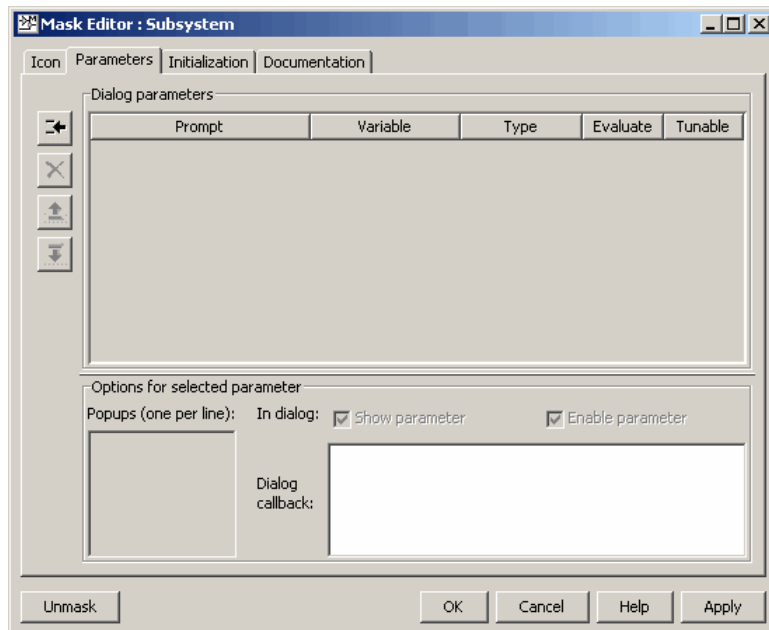 Mask Editor : Subsystem
Icon Parameters Initialization Documentation
Dialog parameters
Prompt Variable Type Evaluate Tunable
Options for selected parameter
Popups (one per line): In dialog: Show parameter Enable parameter
Dialog
callback:
Unmask OK Cancel Help Apply